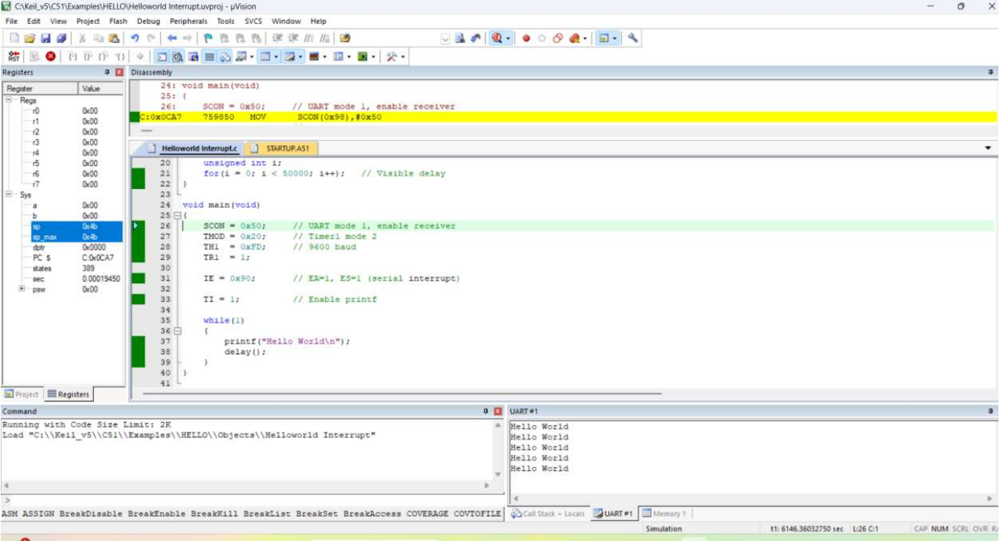 C:\Keil_v5\C51\Examples\HELLO\Helloworld Interrupt.uvproj - µVision
File Edit View Project Flash Debug Peripherals Tools SVCS Window Help
RST
Registers
Register Value
Regs
r0 0x00
r1 0x00
r2 0x00
r3 0x00
r4 0x00
r5 0x00
r6 0x00
r7 0x00
Sys
a 0x00
b 0x00
sp 0x4b
sp_max 0x4b
dptr 0x0000
PC $ C:0x0CA7
states 389
sec 0.00019450
psw 0x00
Project Registers
Disassembly
24: void main(void)
25: {
26: SCON = 0x50; // UART mode 1, enable receiver
C:0x0CA7 759850 MOV SCON(0x98),#0x50
Helloworld Interrupt.c STARTUP.A51
20 unsigned int i;
21 for(i = 0; i < 50000; i++); // Visible delay
22 }
23
24 void main(void)
25 {
26 SCON = 0x50; // UART mode 1, enable receiver
27 TMOD = 0x20; // Timer1 mode 2
28 TH1 = 0xFD; // 9600 baud
29 TR1 = 1;
30
31 IE = 0x90; // EA=1, ES=1 (serial interrupt)
32
33 TI = 1; // Enable printf
34
35 while(1)
36 {
37 printf("Hello World\n");
38 delay();
39 }
40 }
41
Command
Running with Code Size Limit: 2K
Load "C:\\Keil_v5\\C51\\Examples\\HELLO\\Objects\\Helloworld Interrupt"
>
ASM ASSIGN BreakDisable BreakEnable BreakKill BreakList BreakSet BreakAccess COVERAGE COVTOFILE
UART #1
Hello World
Hello World
Hello World
Hello World
Hello World
Call Stack + Locals UART #1 Memory 1
Simulation t1: 6146.36032750 sec L:26 C:1 CAP NUM SCRL OVR R/